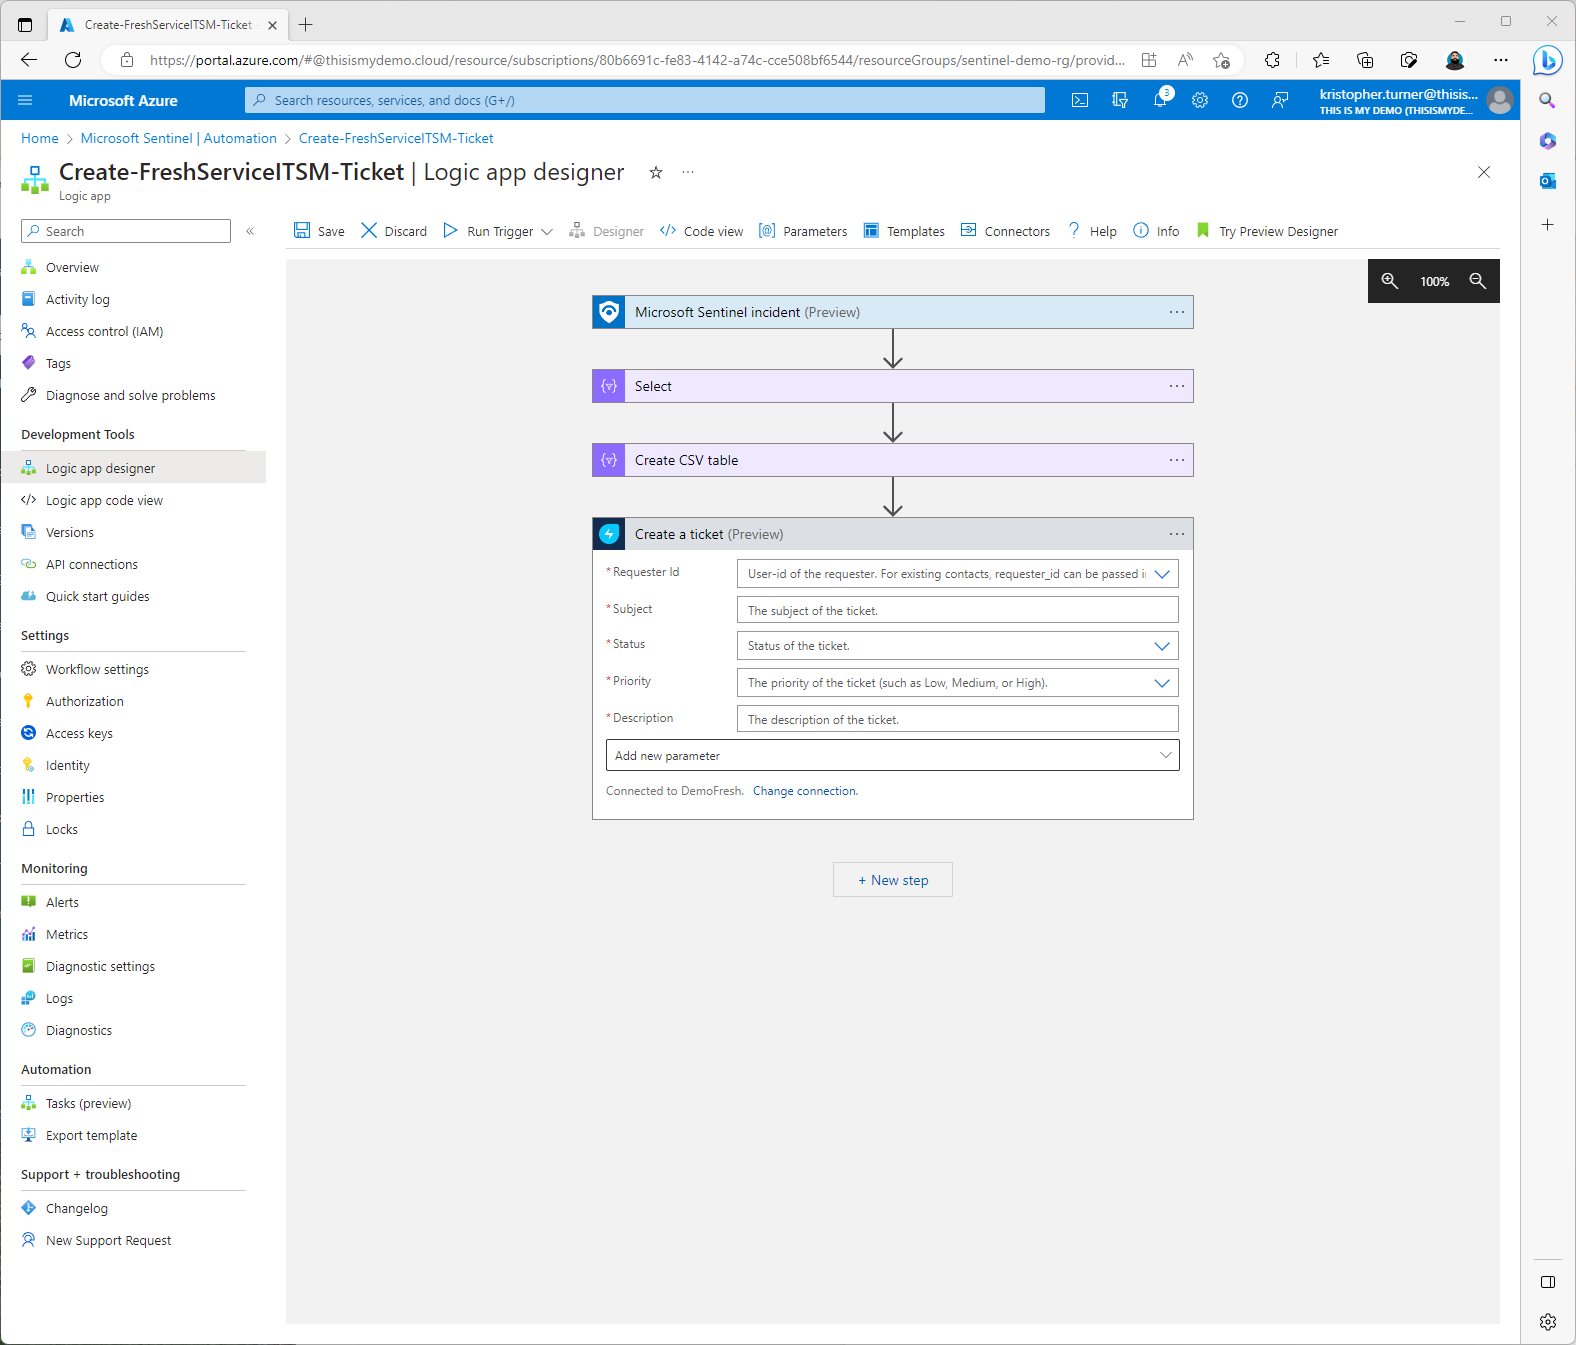 Create-FreshServiceITSM-Ticket
https://portal.azure.com/#@thisismydemo.cloud/resource/subscriptions/80b6691c-fe83-4142-a74c-cce508bf6544/resourceGroups/sentinel-demo-rg/provid...
Microsoft Azure
Search resources, services, and docs (G+/)
3
kristopher.turner@thisis...
THIS IS MY DEMO (THISISMYDE...
Home > Microsoft Sentinel | Automation > Create-FreshServiceITSM-Ticket
Create-FreshServiceITSM-Ticket | Logic app designer
Logic app
Search
Save Discard Run Trigger Designer Code view Parameters Templates Connectors Help Info Try Preview Designer
Overview
Activity log
Access control (IAM)
Tags
Diagnose and solve problems
Development Tools
Logic app designer
Logic app code view
Versions
API connections
Quick start guides
Settings
Workflow settings
Authorization
Access keys
Identity
Properties
Locks
Monitoring
Alerts
Metrics
Diagnostic settings
Logs
Diagnostics
Automation
Tasks (preview)
Export template
Support + troubleshooting
Changelog
New Support Request
100%
Microsoft Sentinel incident (Preview)
Select
Create CSV table
Create a ticket (Preview)
* Requester Id User-id of the requester. For existing contacts, requester_id can be passed i
* Subject The subject of the ticket.
* Status Status of the ticket.
* Priority The priority of the ticket (such as Low, Medium, or High).
* Description The description of the ticket.
Add new parameter
Connected to DemoFresh. Change connection.
+ New step